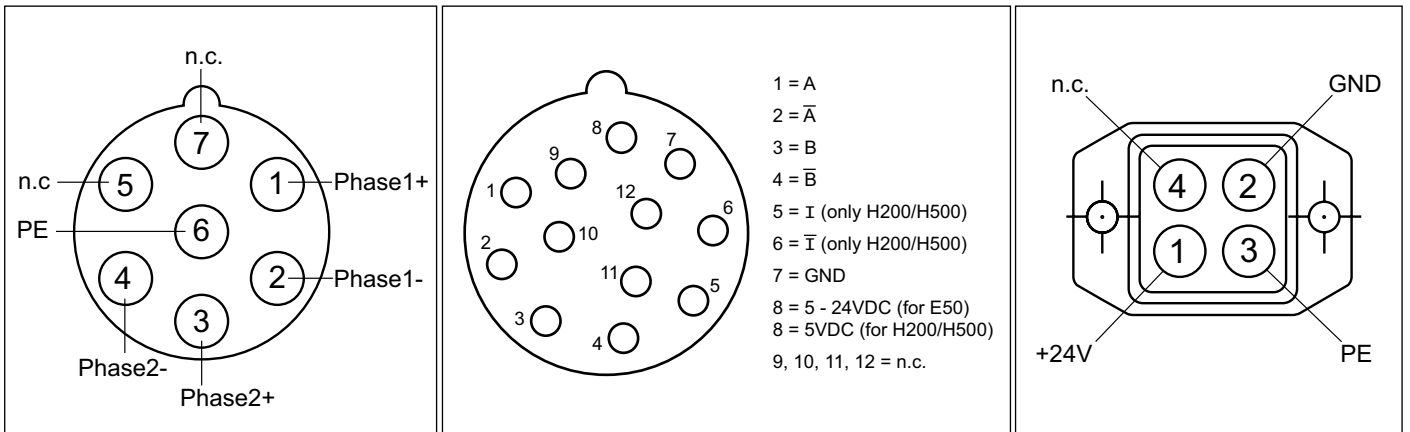 n.c.
7
n.c 5 1 Phase1+
PE 6
4 2 Phase1-
3
Phase2-
Phase2+
8
7
9
1
12
6
10
2
11
5
3
4
1 = A
2 = A̅
3 = B
4 = B̅
5 = I (only H200/H500)
6 = I̅ (only H200/H500)
7 = GND
8 = 5 - 24VDC (for E50)
8 = 5VDC (for H200/H500)
9, 10, 11, 12 = n.c.
n.c. GND
4 2
1 3
+24V PE